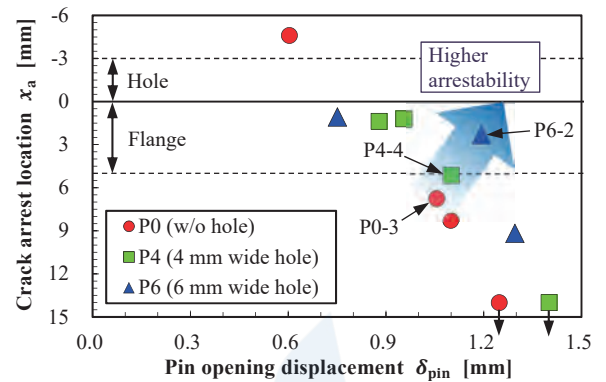 -6
-3
0
3
6
9
12
15
Crack arrest location xₐ [mm]
Hole
Flange
Higher
arrestability
P6-2
P4-4
P0-3
P0 (w/o hole)
P4 (4 mm wide hole)
P6 (6 mm wide hole)
0.0
0.3
0.6
0.9
1.2
1.5
Pin opening displacement δpin [mm]